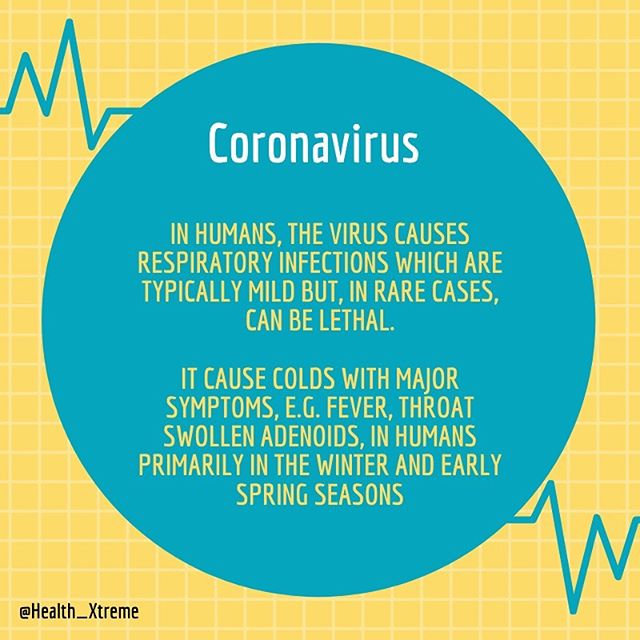 Coronavirus
IN HUMANS, THE VIRUS CAUSES
RESPIRATORY INFECTIONS WHICH ARE
TYPICALLY MILD BUT, IN RARE CASES,
CAN BE LETHAL.
IT CAUSE COLDS WITH MAJOR
SYMPTOMS, E.G. FEVER, THROAT
SWOLLEN ADENOIDS, IN HUMANS
PRIMARILY IN THE WINTER AND EARLY
SPRING SEASONS
@Health_Xtreme